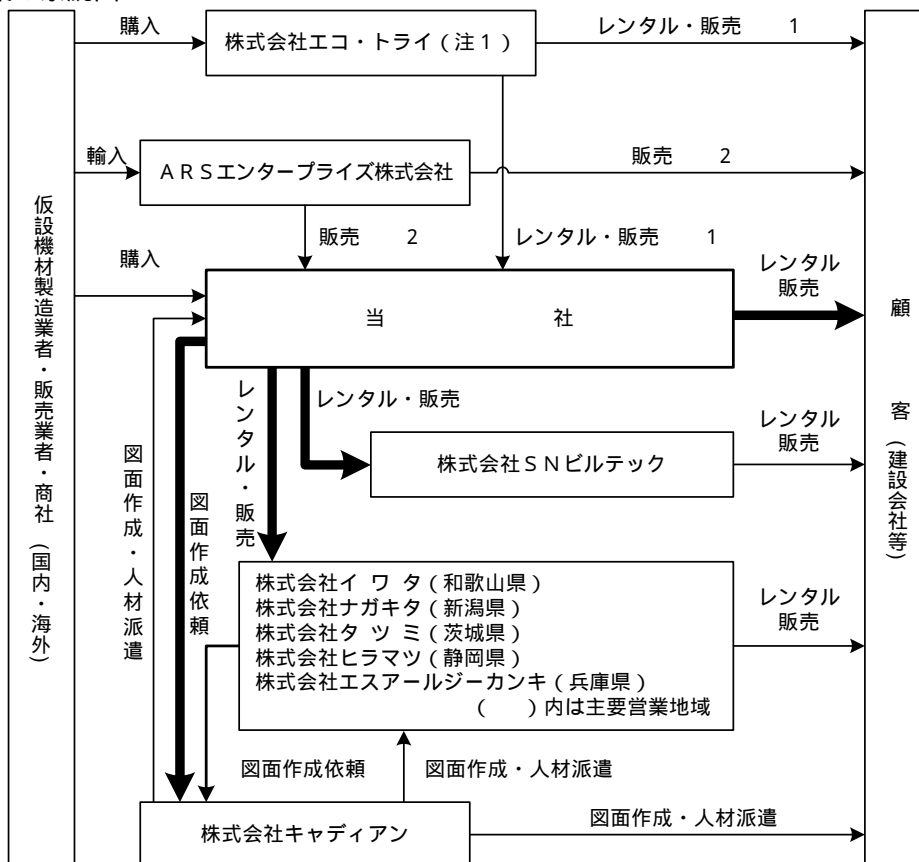 購入
株式会社エコ・トライ（注１）
レンタル・販売　　1
輸入
ＡＲＳエンタープライズ株式会社
販売　　2
仮設機材製造業者・販売業者・商社（国内・海外）
販売　　2
レンタル・販売　　1
購入
当　　　　　社
レンタル
販売
顧　　　客（建設会社等）
レンタル・販売
レンタル・販売
株式会社ＳＮビルテック
レンタル
販売
図面作成・人材派遣
図面作成依頼
株式会社イ ワ タ（和歌山県）
株式会社ナガキタ（新潟県）
株式会社タ ツ ミ（茨城県）
株式会社ヒラマツ（静岡県）
株式会社エスアールジーカンキ（兵庫県）
（　　）内は主要営業地域
レンタル
販売
図面作成依頼
図面作成・人材派遣
株式会社キャディアン
図面作成・人材派遣